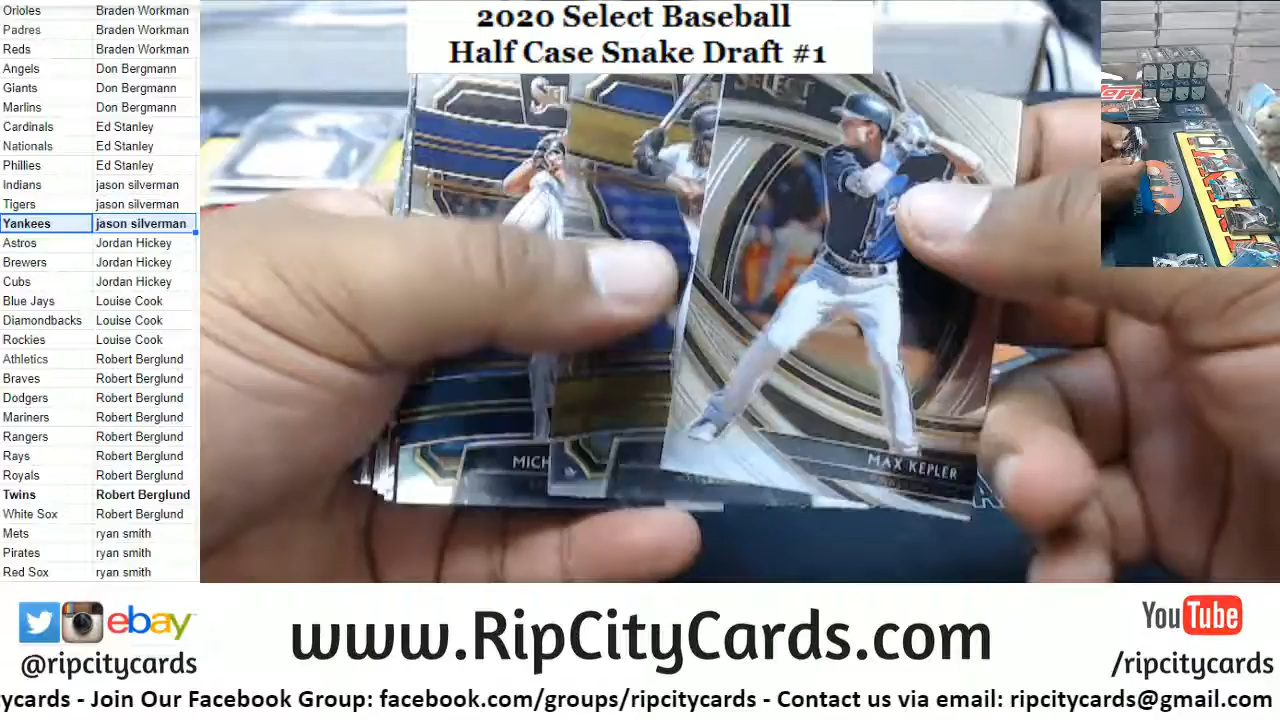 Orioles Braden Workman
Padres Braden Workman
Reds Braden Workman
Angels Don Bergmann
Giants Don Bergmann
Marlins Don Bergmann
Cardinals Ed Stanley
Nationals Ed Stanley
Phillies Ed Stanley
Indians jason silverman
Tigers jason silverman
Yankees jason silverman
Astros Jordan Hickey
Brewers Jordan Hickey
Cubs Jordan Hickey
Blue Jays Louise Cook
Diamondbacks Louise Cook
Rockies Louise Cook
Athletics Robert Berglund
Braves Robert Berglund
Dodgers Robert Berglund
Mariners Robert Berglund
Rangers Robert Berglund
Rays Robert Berglund
Royals Robert Berglund
Twins Robert Berglund
White Sox Robert Berglund
Mets ryan smith
Pirates ryan smith
Red Sox ryan smith
2020 Select Baseball
Half Case Snake Draft #1
SELECT
MICH
MAX KEPLER
ebay
@ripcitycards
www.RipCityCards.com
YouTube
/ripcitycards
ycards - Join Our Facebook Group: facebook.com/groups/ripcitycards - Contact us via email: ripcitycards@gmail.com